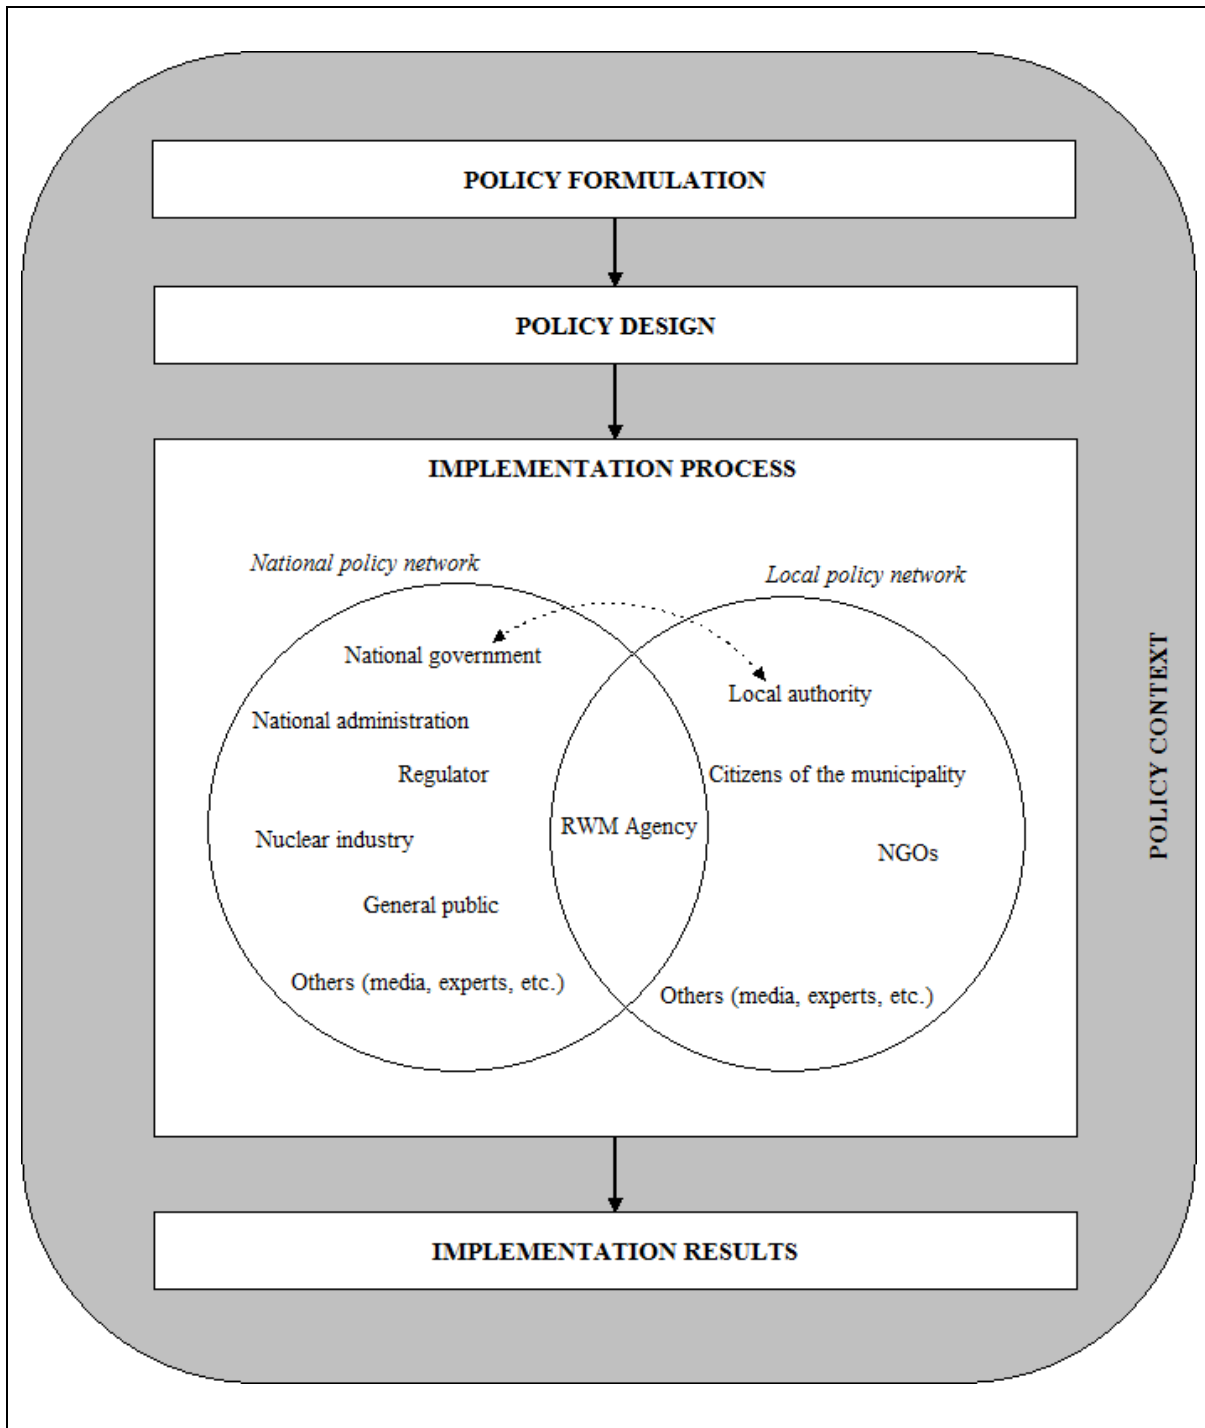 POLICY FORMULATION
POLICY DESIGN
IMPLEMENTATION PROCESS
National policy network
Local policy network
National government
Local authority
National administration
Regulator
Citizens of the municipality
Nuclear industry
RWM Agency
NGOs
General public
Others (media, experts, etc.)
Others (media, experts, etc.)
IMPLEMENTATION RESULTS
POLICY CONTEXT